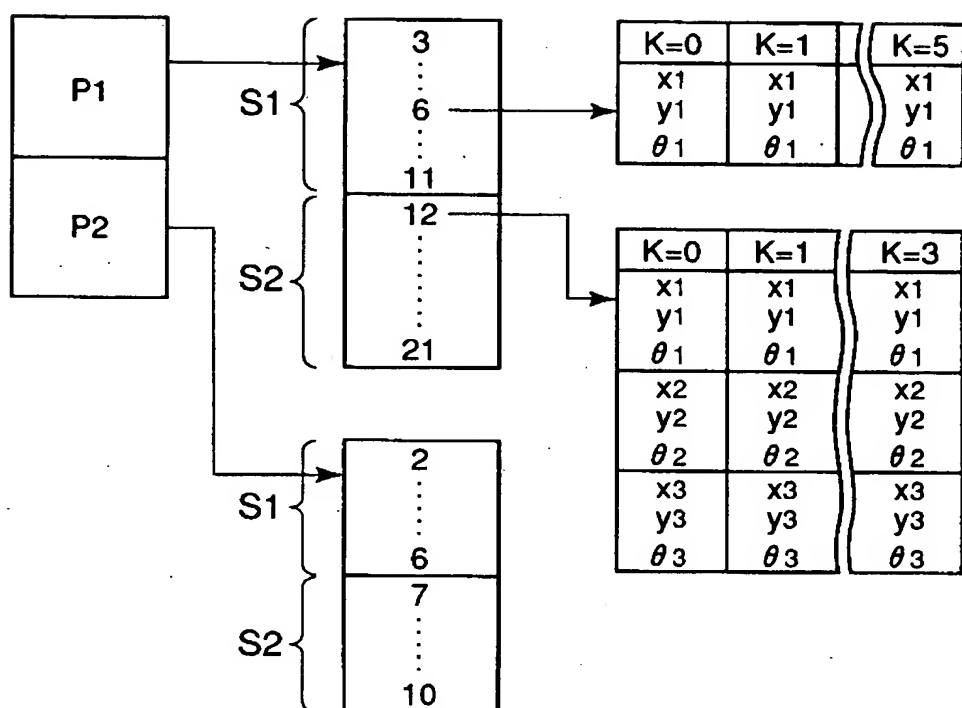 P1
P2
S1
3
6
11
S2
12
21
S1
2
6
S2
7
10
K=0 K=1 K=5
x1 x1 x1
y1 y1 y1
θ1 θ1 θ1
K=0 K=1 K=3
x1 x1 x1
y1 y1 y1
θ1 θ1 θ1
x2 x2 x2
y2 y2 y2
θ2 θ2 θ2
x3 x3 x3
y3 y3 y3
θ3 θ3 θ3